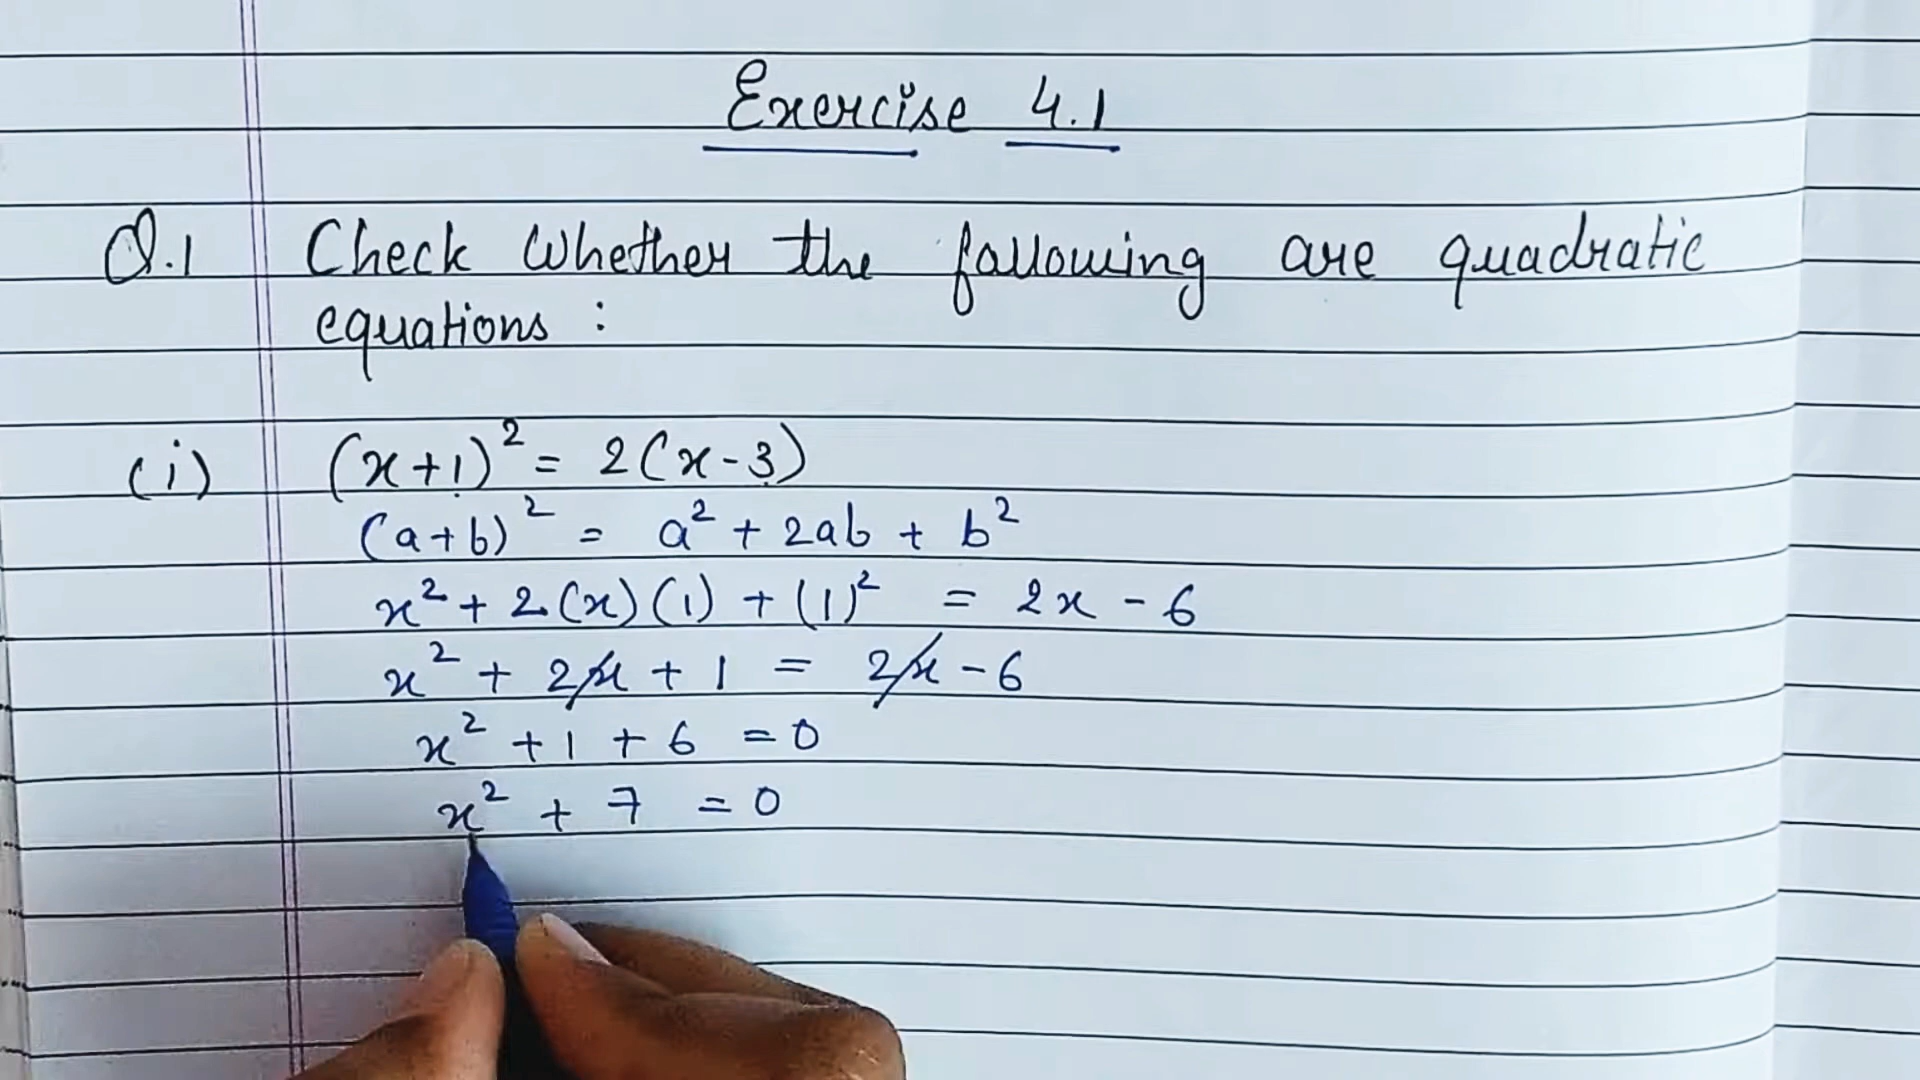 Exercise 4.1
Q.1 Check whether the following are quadratic
equations :
(i) (x+1)² = 2(x-3)
(a+b)² = a² + 2ab + b²
x² + 2(x)(1) + (1)² = 2x - 6
x² + 2x + 1 = 2x - 6
x² + 1 + 6 = 0
x² + 7 = 0